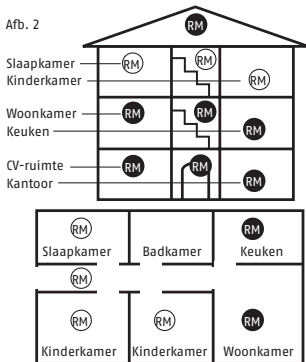 Afb. 2
RM
Slaapkamer RM RM
Kinderkamer RM
Woonkamer RM RM
Keuken RM
CV-ruimte RM RM
Kantoor RM
RM RM
Slaapkamer Badkamer Keuken
RM
RM RM RM
Kinderkamer Kinderkamer Woonkamer